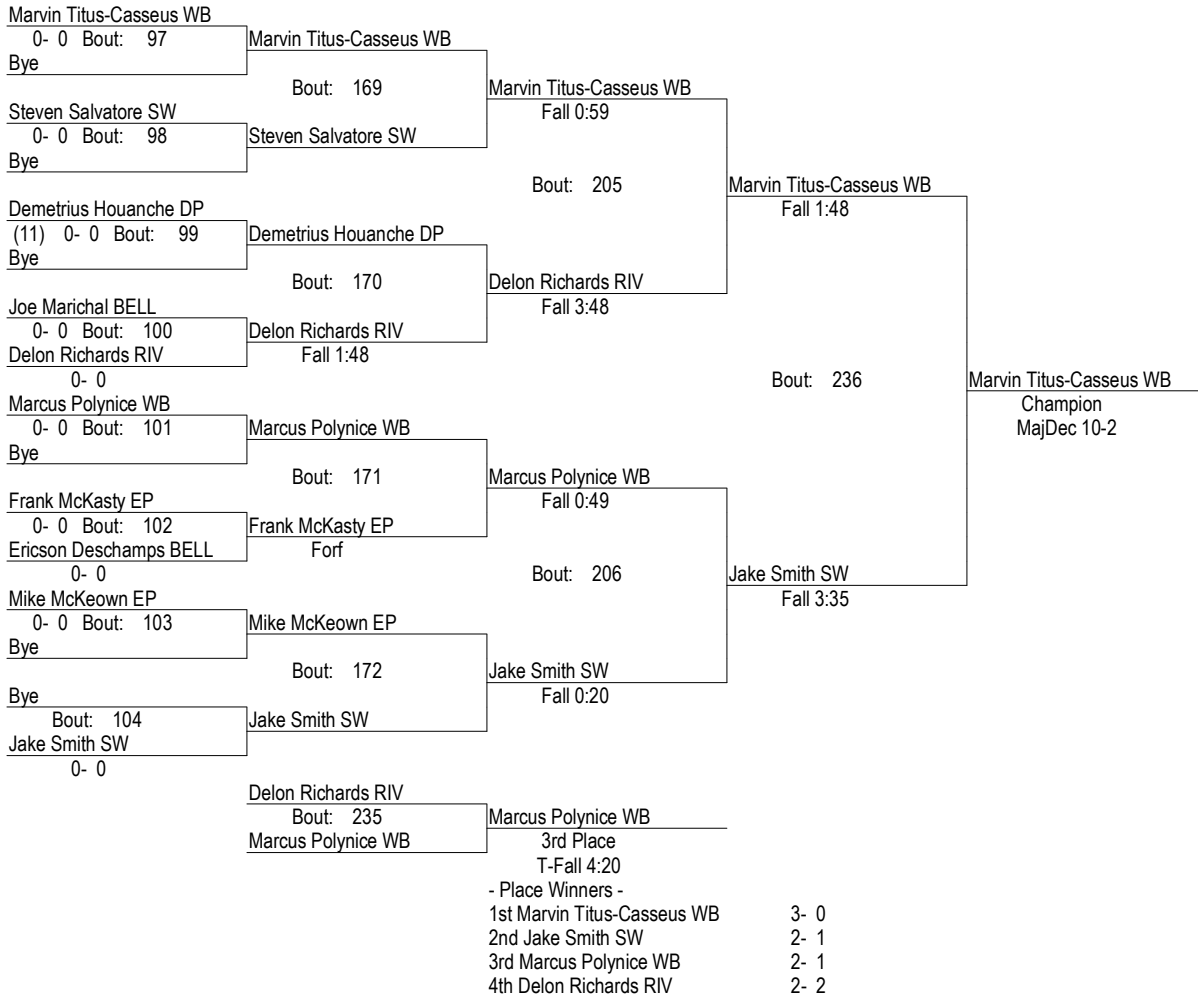 Marvin Titus-Casseus WB
0- 0 Bout: 97
Bye
Marvin Titus-Casseus WB
Bout: 169
Steven Salvatore SW
0- 0 Bout: 98
Bye
Steven Salvatore SW
Marvin Titus-Casseus WB
Fall 0:59
Bout: 205
Demetrius Houanche DP
(11) 0- 0 Bout: 99
Bye
Demetrius Houanche DP
Bout: 170
Joe Marichal BELL
0- 0 Bout: 100
Delon Richards RIV
0- 0
Delon Richards RIV
Fall 1:48
Delon Richards RIV
Fall 3:48
Marvin Titus-Casseus WB
Fall 1:48
Bout: 236
Marcus Polynice WB
0- 0 Bout: 101
Bye
Marcus Polynice WB
Bout: 171
Frank McKasty EP
0- 0 Bout: 102
Ericson Deschamps BELL
0- 0
Frank McKasty EP
Forf
Marcus Polynice WB
Fall 0:49
Bout: 206
Mike McKeown EP
0- 0 Bout: 103
Bye
Mike McKeown EP
Bout: 172
Bye
Bout: 104
Jake Smith SW
0- 0
Jake Smith SW
Jake Smith SW
Fall 0:20
Jake Smith SW
Fall 3:35
Marvin Titus-Casseus WB
Champion
MajDec 10-2
Delon Richards RIV
Bout: 235
Marcus Polynice WB
Marcus Polynice WB
3rd Place
T-Fall 4:20
- Place Winners -
1st Marvin Titus-Casseus WB 3- 0
2nd Jake Smith SW 2- 1
3rd Marcus Polynice WB 2- 1
4th Delon Richards RIV 2- 2